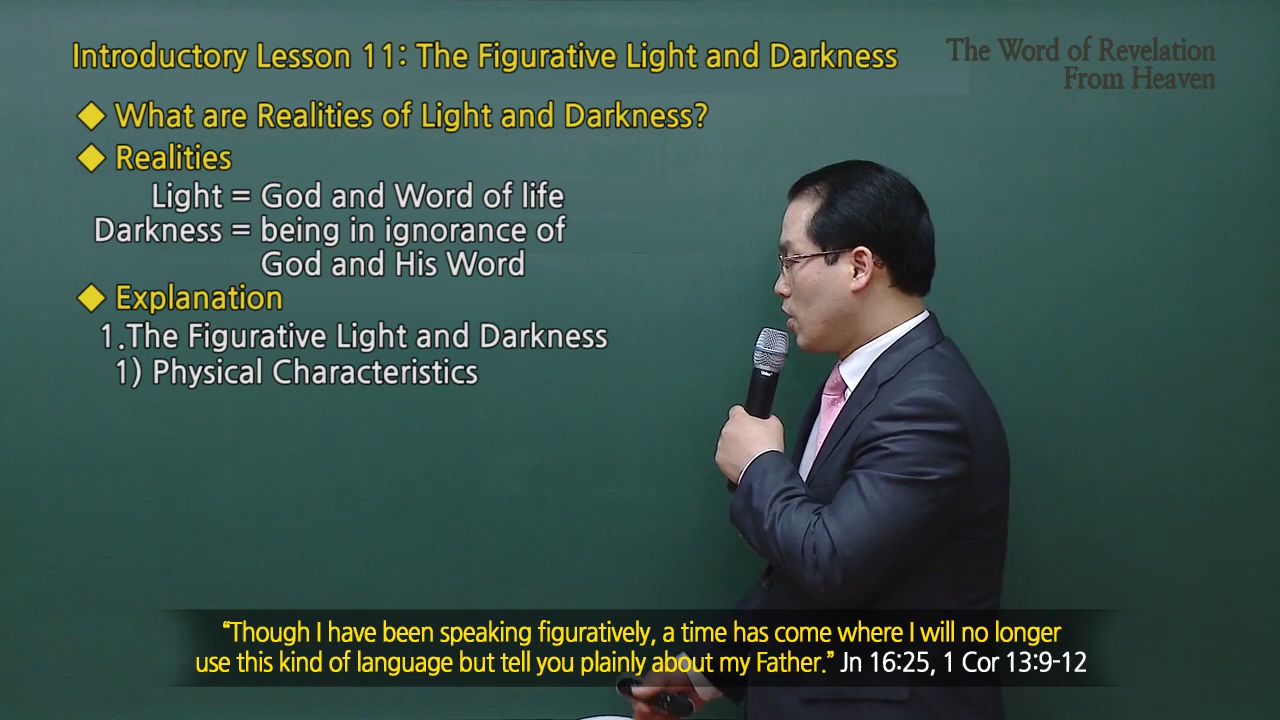 Introductory Lesson 11: The Figurative Light and Darkness
The Word of Revelation
From Heaven
◆ What are Realities of Light and Darkness?
◆ Realities
Light = God and Word of life
Darkness = being in ignorance of
God and His Word
◆ Explanation
1.The Figurative Light and Darkness
1) Physical Characteristics
“Though I have been speaking figuratively, a time has come where I will no longer
use this kind of language but tell you plainly about my Father.” Jn 16:25, 1 Cor 13:9-12